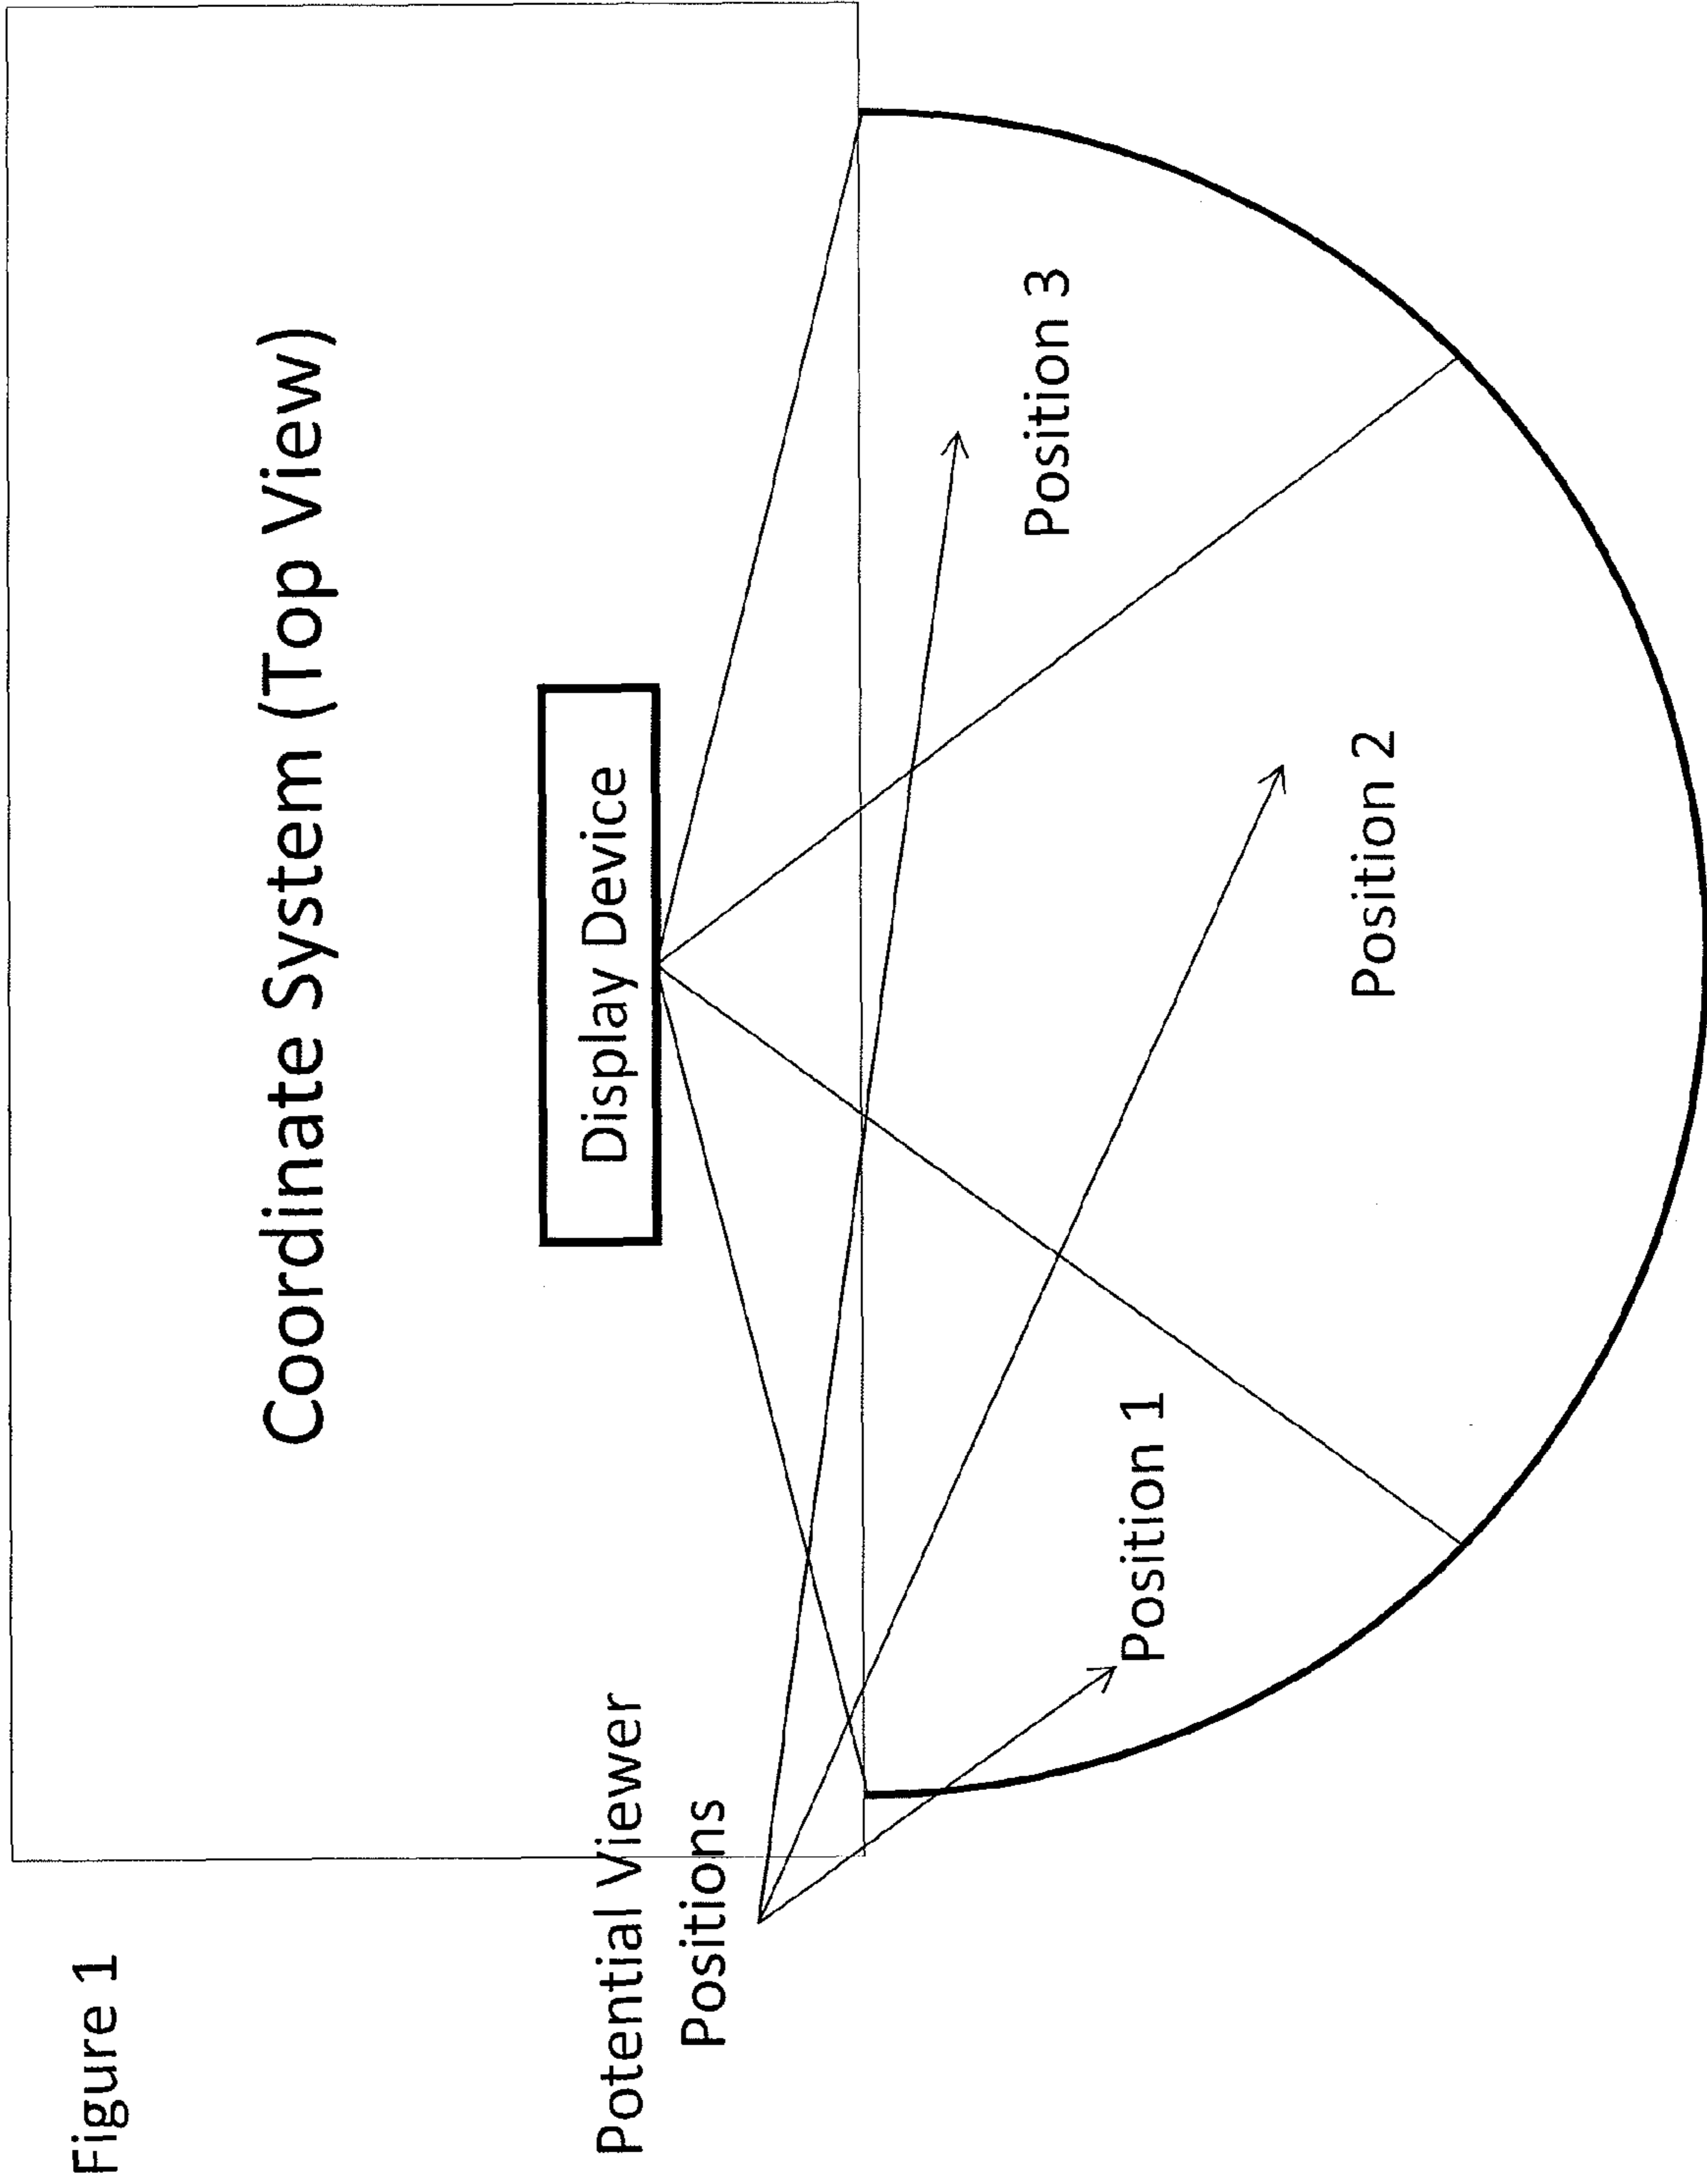 Figure 1
Coordinate System (Top View)
Display Device
Potential Viewer
Positions
Position 1
Position 2
Position 3